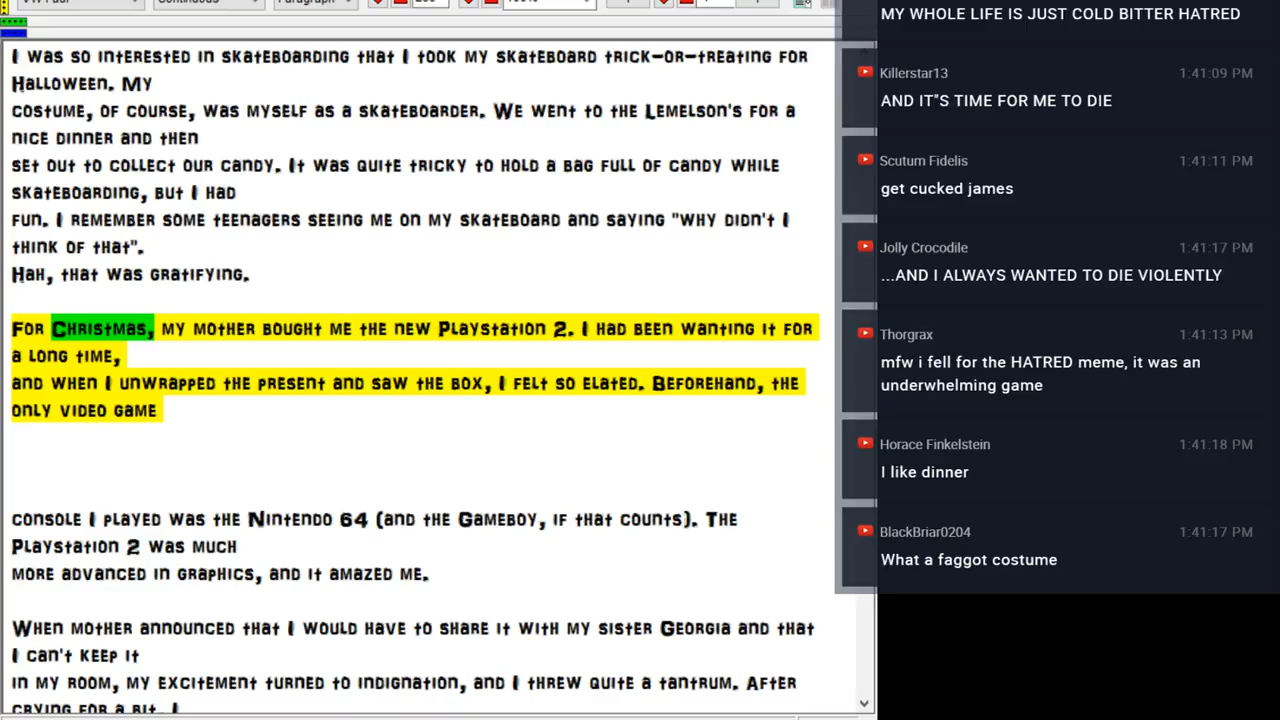 Continuous
Paragraph
I was so interested in skateboarding that I took my skateboard trick-or-treating for
Halloween. My
costume, of course, was myself as a skateboarder. We went to the Lemelson's for a
nice dinner and then
set out to collect our candy. It was quite tricky to hold a bag full of candy while
skateboarding, but I had
fun. I remember some teenagers seeing me on my skateboard and saying "why didn't I
think of that".
Hah, that was gratifying.
For Christmas, my mother bought me the new Playstation 2. I had been wanting it for
a long time,
and when I unwrapped the present and saw the box, I felt so elated. Beforehand, the
only video game
console I played was the Nintendo 64 (and the Gameboy, if that counts). The
Playstation 2 was much
more advanced in graphics, and it amazed me.
When mother announced that I would have to share it with my sister Georgia and that
I can't keep it
in my room, my excitement turned to indignation, and I threw quite a tantrum. After
crying for a bit, I
MY WHOLE LIFE IS JUST COLD BITTER HATRED
Killerstar13 1:41:09 PM
AND IT"S TIME FOR ME TO DIE
Scutum Fidelis 1:41:11 PM
get cucked james
Jolly Crocodile 1:41:17 PM
...AND I ALWAYS WANTED TO DIE VIOLENTLY
Thorgrax 1:41:13 PM
mfw i fell for the HATRED meme, it was an
underwhelming game
Horace Finkelstein 1:41:18 PM
I like dinner
BlackBriar0204 1:41:17 PM
What a faggot costume